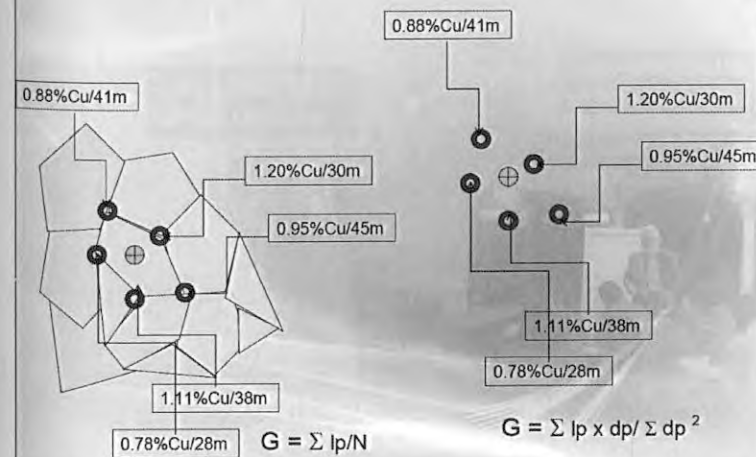 0.88%Cu/41m
1.20%Cu/30m
0.95%Cu/45m
1.11%Cu/38m
0.78%Cu/28m
G = Σ lp/N
0.88%Cu/41m
1.20%Cu/30m
0.95%Cu/45m
1.11%Cu/38m
0.78%Cu/28m
G = Σ lp x dp/ Σ dp ²